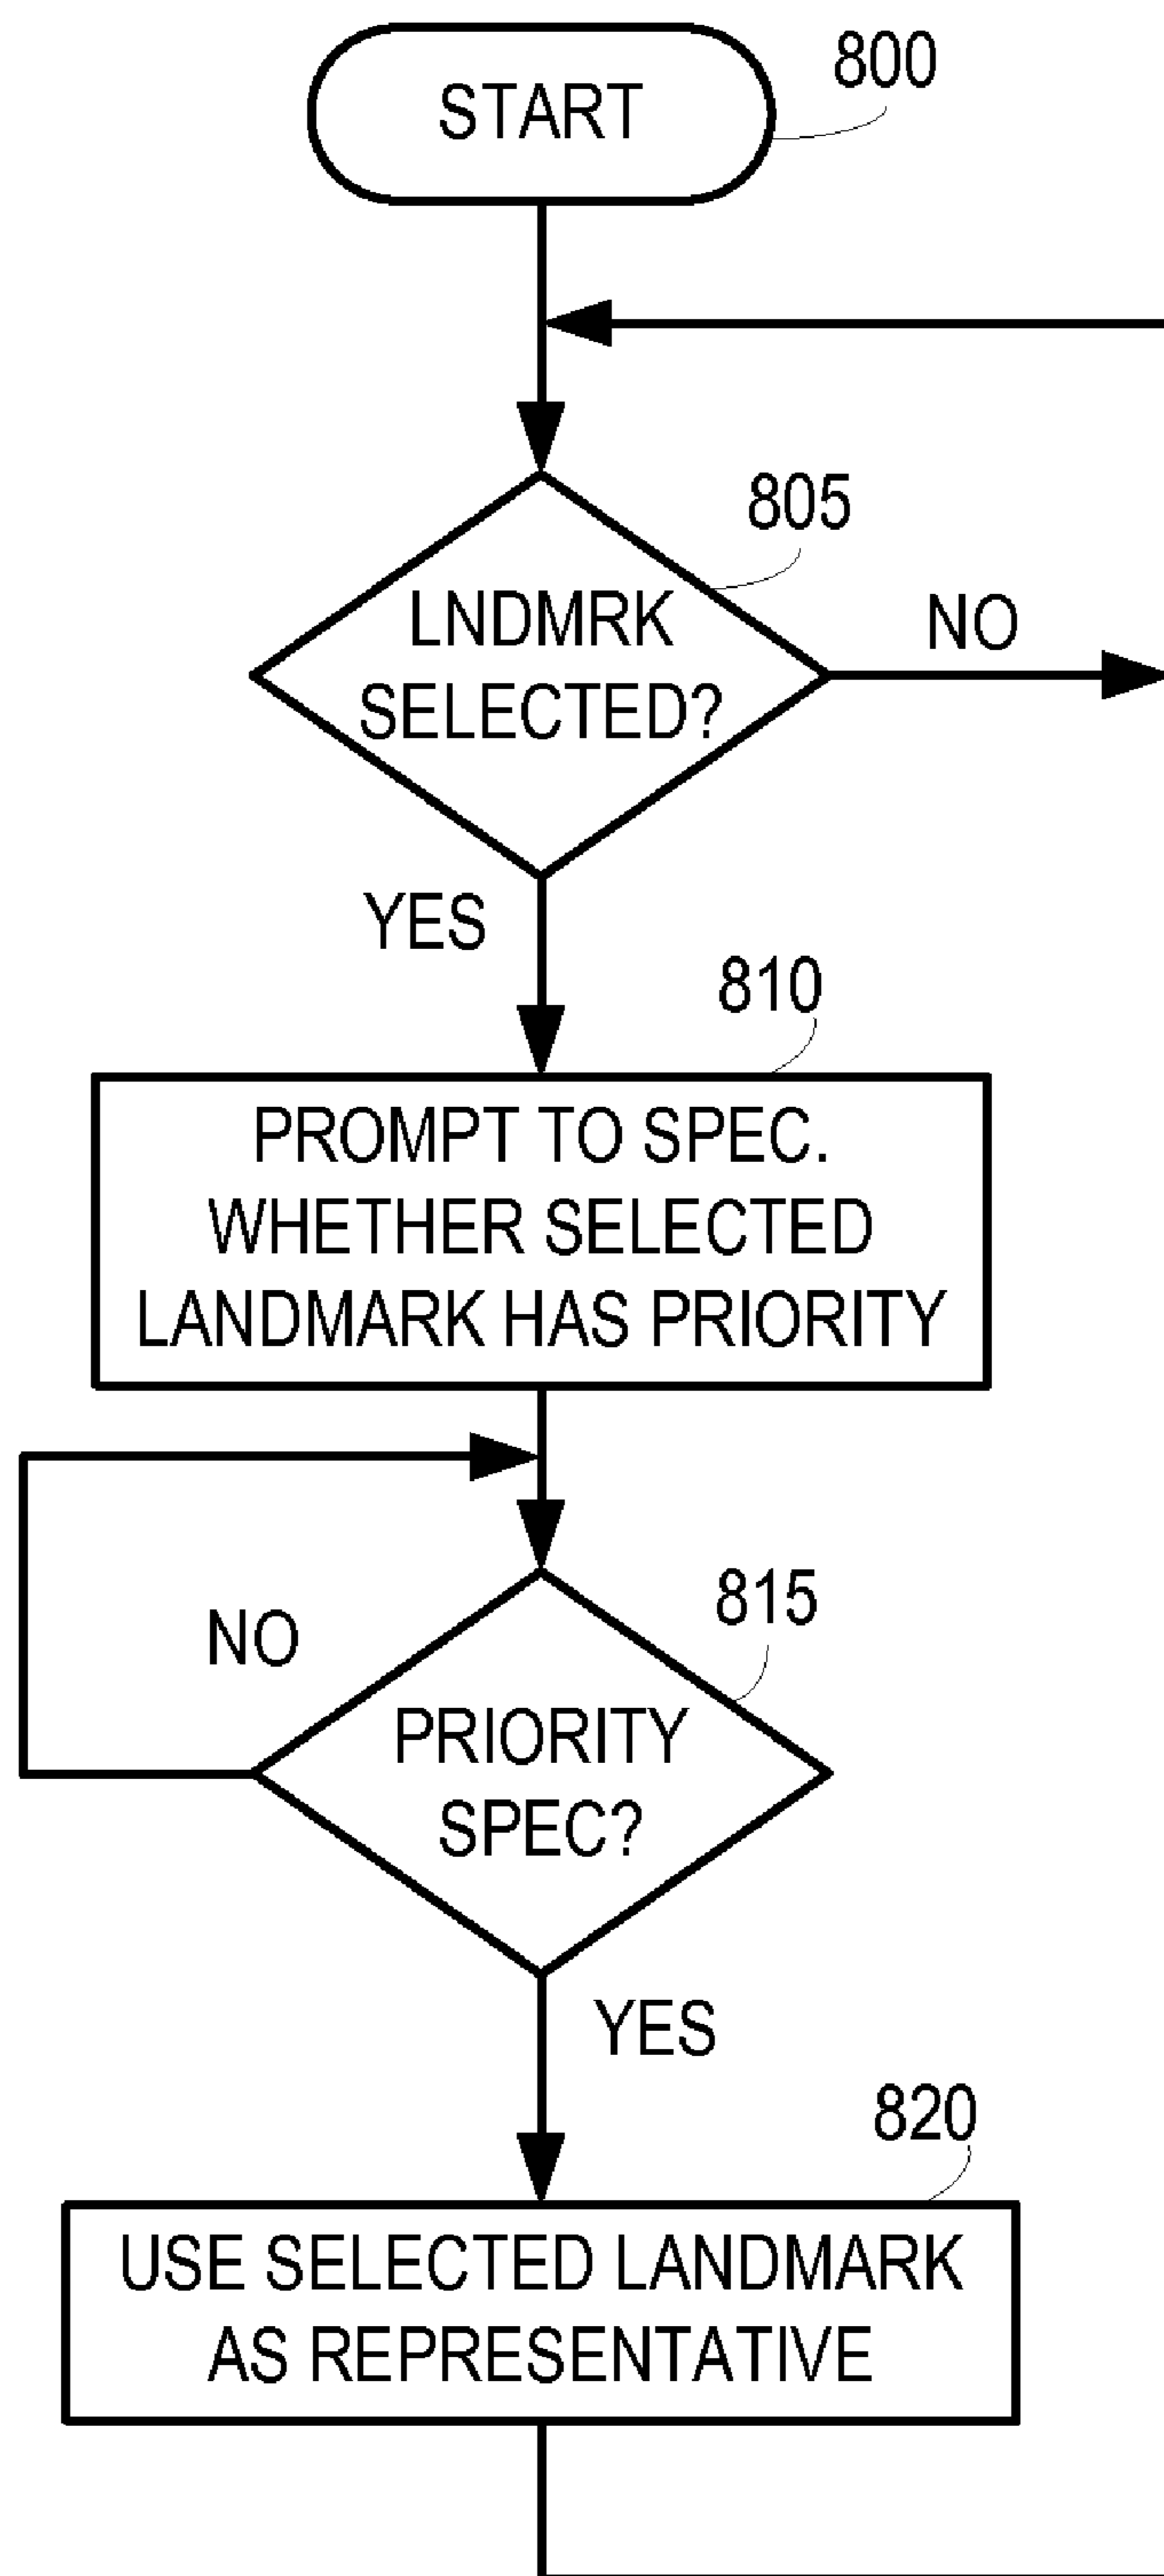 START
800
LNDMRK
SELECTED?
805
NO
YES
810
PROMPT TO SPEC.
WHETHER SELECTED
LANDMARK HAS PRIORITY
815
NO
PRIORITY
SPEC?
YES
820
USE SELECTED LANDMARK
AS REPRESENTATIVE